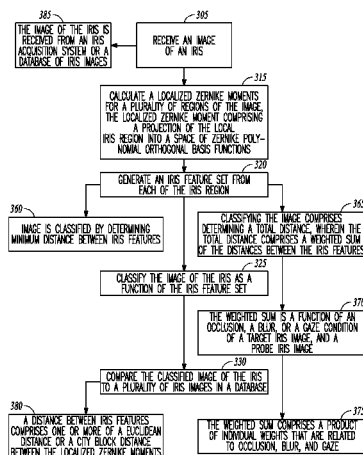 385
THE IMAGE OF THE IRIS IS
RECEIVED FROM AN IRIS
ACQUISITION SYSTEM OR A
DATABASE OF IRIS IMAGES
305
RECEIVE AN IMAGE
OF AN IRIS
315
CALCULATE A LOCALIZED ZERNIKE MOMENTS
FOR A PLURALITY OF REGIONS OF THE IMAGE,
THE LOCALIZED ZERNIKE MOMENT COMPRISING
A PROJECTION OF THE LOCAL
IRIS REGION INTO A SPACE OF ZERNIKE POLY-
NOMIAL ORTHOGONAL BASIS FUNCTIONS
320
GENERATE AN IRIS FEATURE SET FROM
EACH OF THE IRIS REGION
360
IMAGE IS CLASSIFIED BY DETERMINING
MINIMUM DISTANCE BETWEEN IRIS FEATURES
365
CLASSIFYING THE IMAGE COMPRISES
DETERMINING A TOTAL DISTANCE, WHEREIN THE
TOTAL DISTANCE COMPRISES A WEIGHTED SUM
OF THE DISTANCES BETWEEN THE IRIS FEATURES
325
CLASSIFY THE IMAGE OF THE IRIS AS A
FUNCTION OF THE IRIS FEATURE SET
370
THE WEIGHTED SUM IS A FUNCTION OF AN
OCCLUSION, A BLUR, OR A GAZE CONDITION
OF A TARGET IRIS IMAGE, AND A
PROBE IRIS IMAGE
330
COMPARE THE CLASSIFIED IMAGE OF THE IRIS
TO A PLURALITY OF IRIS IMAGES IN A DATABASE
380
A DISTANCE BETWEEN IRIS FEATURES
COMPRISES ONE OR MORE OF A EUCLIDEAN
DISTANCE OR A CITY BLOCK DISTANCE
BETWEEN THE LOCALIZED ZERNIKE MOMENTS
375
THE WEIGHTED SUM COMPRISES A PRODUCT
OF INDIVIDUAL WEIGHTS THAT ARE RELATED
TO OCCLUSION, BLUR, AND GAZE